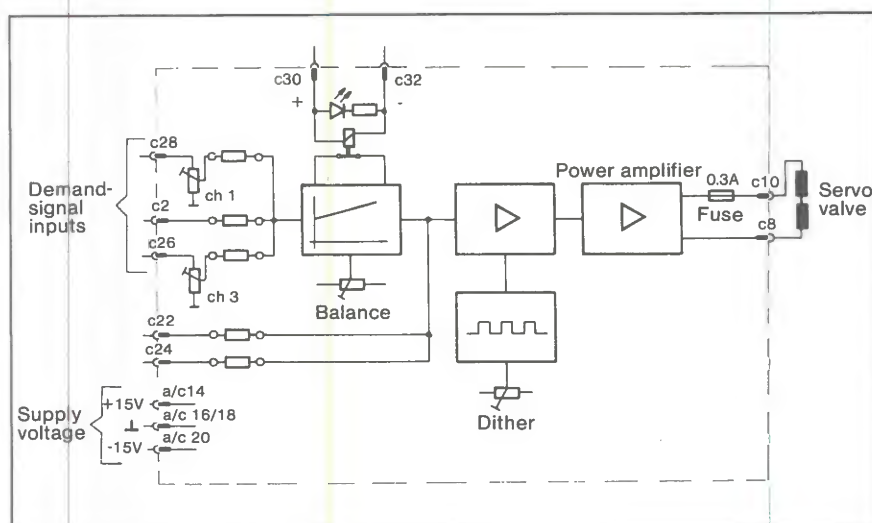 c30
c32
+
-
c28
Demand-
signal
inputs
ch 1
c2
c26
ch 3
Power amplifier
0.3A
c10
Fuse
Servo
valve
c8
Balance
c22
c24
Dither
Supply
voltage
+15V
a/c14
a/c 16/18
-15V
a/c 20